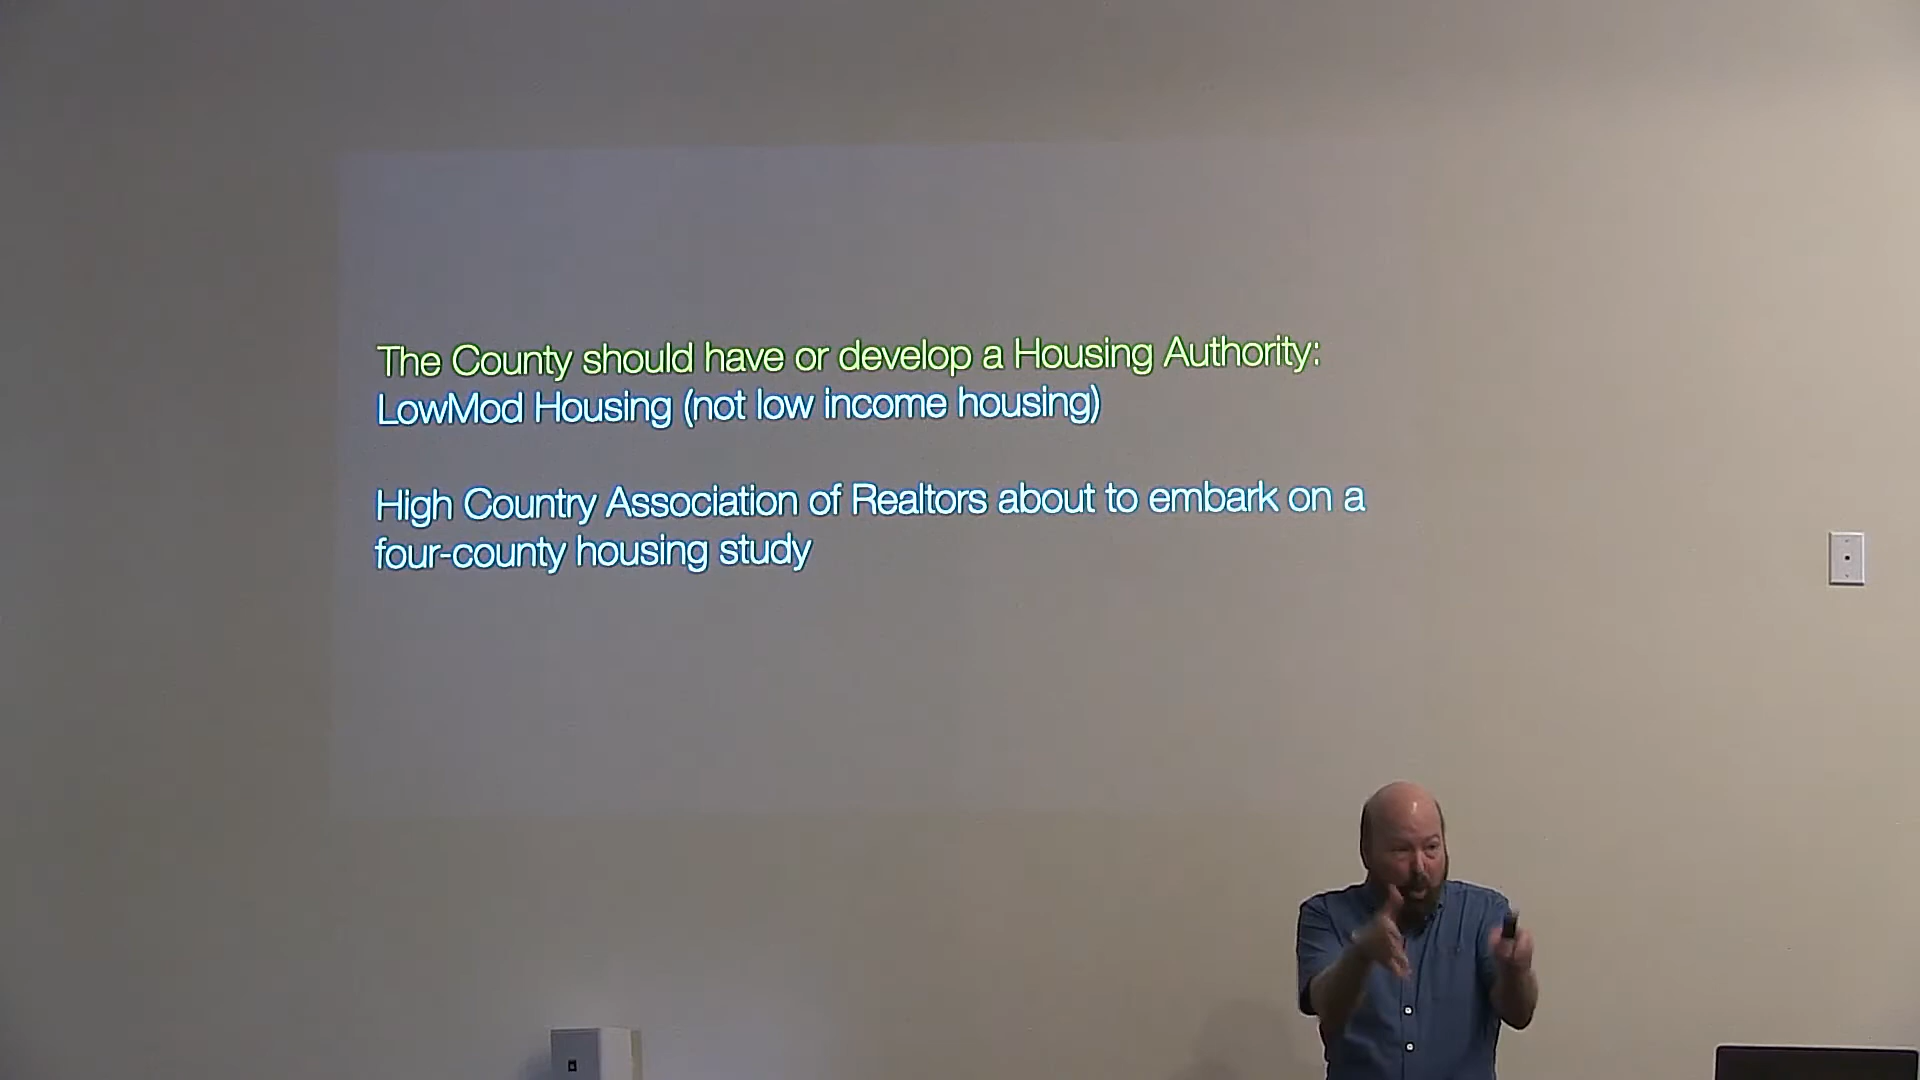 The County should have or develop a Housing Authority:
LowMod Housing (not low income housing)
High Country Association of Realtors about to embark on a
four-county housing study